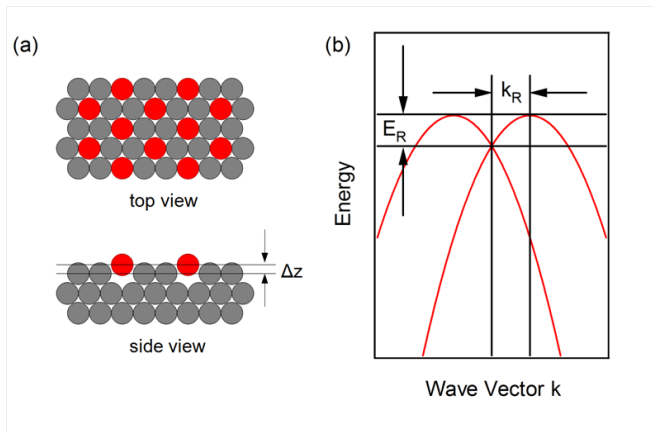 (a)
top view
Δz
side view
(b)
k_R
E_R
Energy
Wave Vector k